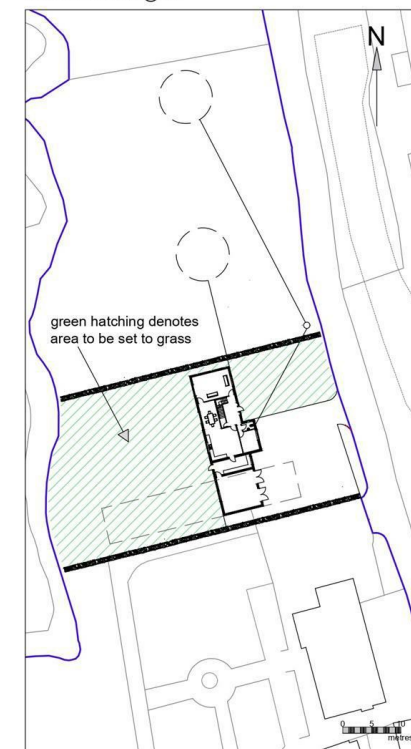 N
green hatching denotes
area to be set to grass
0 5 10
metres